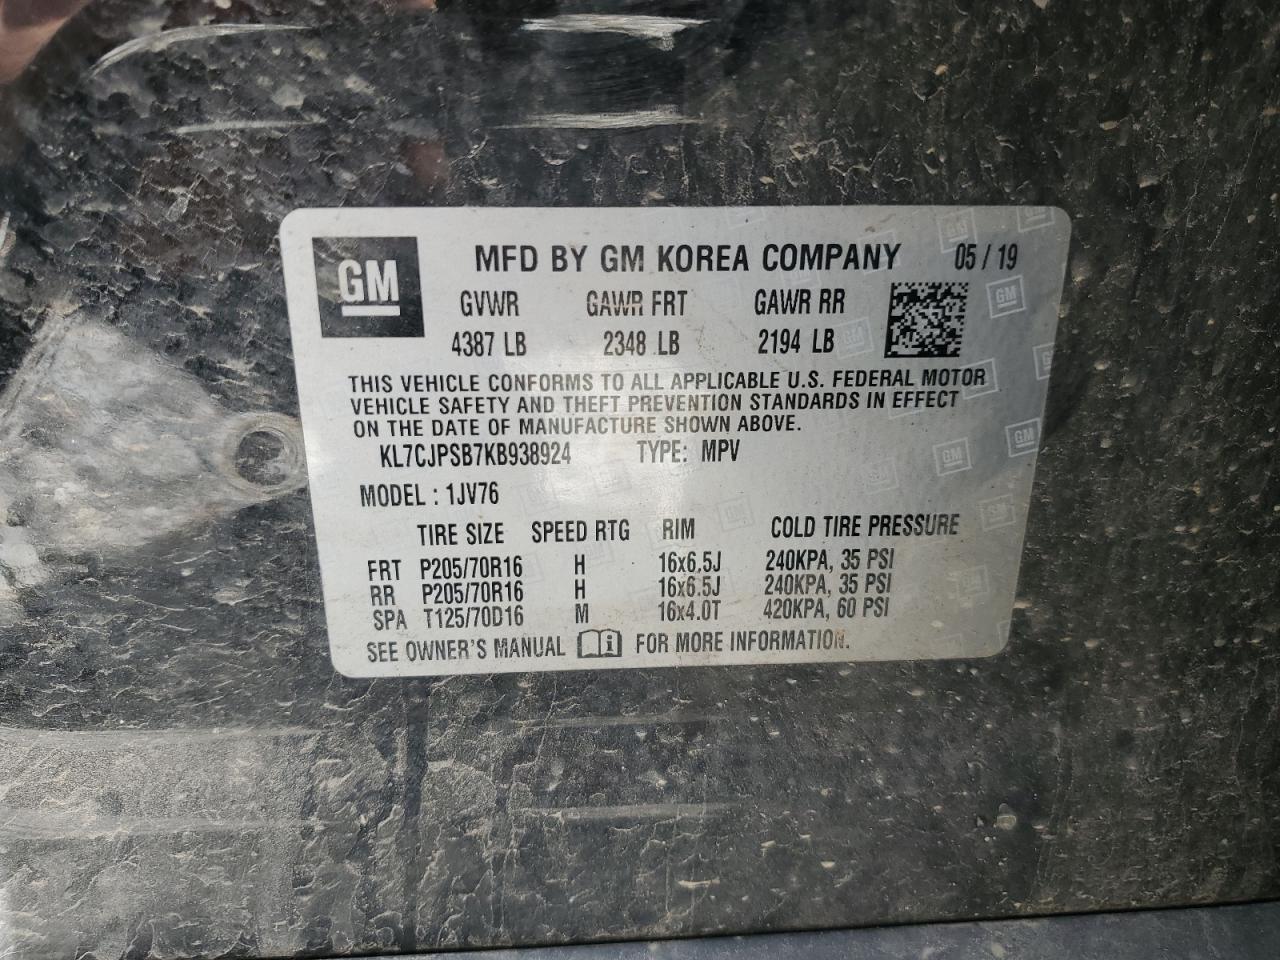 GM
MFD BY GM KOREA COMPANY 05 / 19
GVWR GAWR FRT GAWR RR
4387 LB 2348 LB 2194 LB
THIS VEHICLE CONFORMS TO ALL APPLICABLE U.S. FEDERAL MOTOR
VEHICLE SAFETY AND THEFT PREVENTION STANDARDS IN EFFECT
ON THE DATE OF MANUFACTURE SHOWN ABOVE.
KL7CJPSB7KB938924 TYPE: MPV
MODEL : 1JV76
TIRE SIZE SPEED RTG RIM COLD TIRE PRESSURE
FRT P205/70R16 H 16x6.5J 240KPA, 35 PSI
RR P205/70R16 H 16x6.5J 240KPA, 35 PSI
SPA T125/70D16 M 16x4.0T 420KPA, 60 PSI
SEE OWNER'S MANUAL FOR MORE INFORMATION.